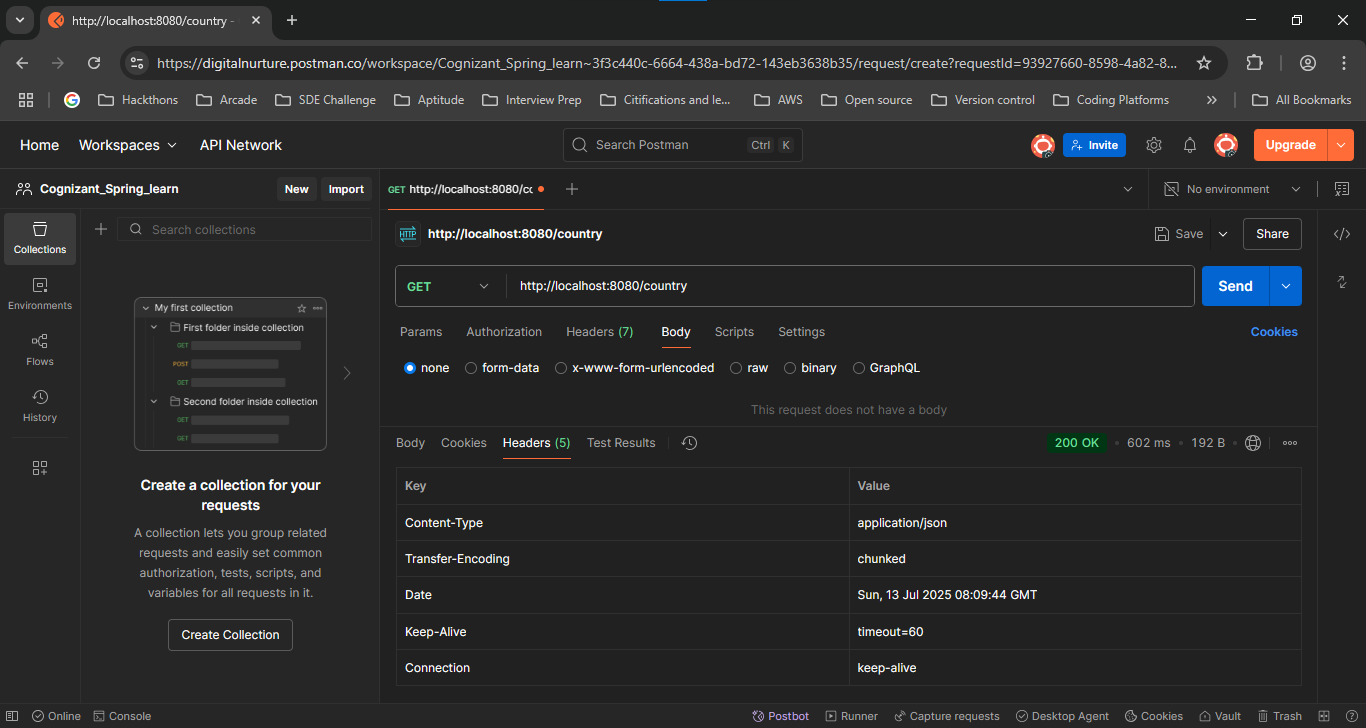 http://localhost:8080/country -
https://digitalnurture.postman.co/workspace/Cognizant_Spring_learn~3f3c440c-6664-438a-bd72-143eb3638b35/request/create?requestId=93927660-8598-4a82-8...
Hackthons Arcade SDE Challenge Aptitude Interview Prep Citifications and le... AWS Open source Version control Coding Platforms » All Bookmarks
Home Workspaces API Network Search Postman Ctrl K Invite Upgrade
Cognizant_Spring_learn New Import GET http://localhost:8080/cc No environment
Search collections
Collections
Environments
Flows
History
My first collection
First folder inside collection
GET
POST
GET
Second folder inside collection
GET
GET
Create a collection for your
requests
A collection lets you group related
requests and easily set common
authorization, tests, scripts, and
variables for all requests in it.
Create Collection
HTTP http://localhost:8080/country Save Share
GET http://localhost:8080/country Send
Params Authorization Headers (7) Body Scripts Settings Cookies
none form-data x-www-form-urlencoded raw binary GraphQL
This request does not have a body
Body Cookies Headers (5) Test Results 200 OK • 602 ms • 192 B
Key Value
Content-Type application/json
Transfer-Encoding chunked
Date Sun, 13 Jul 2025 08:09:44 GMT
Keep-Alive timeout=60
Connection keep-alive
Online Console Postbot Runner Capture requests Desktop Agent Cookies Vault Trash